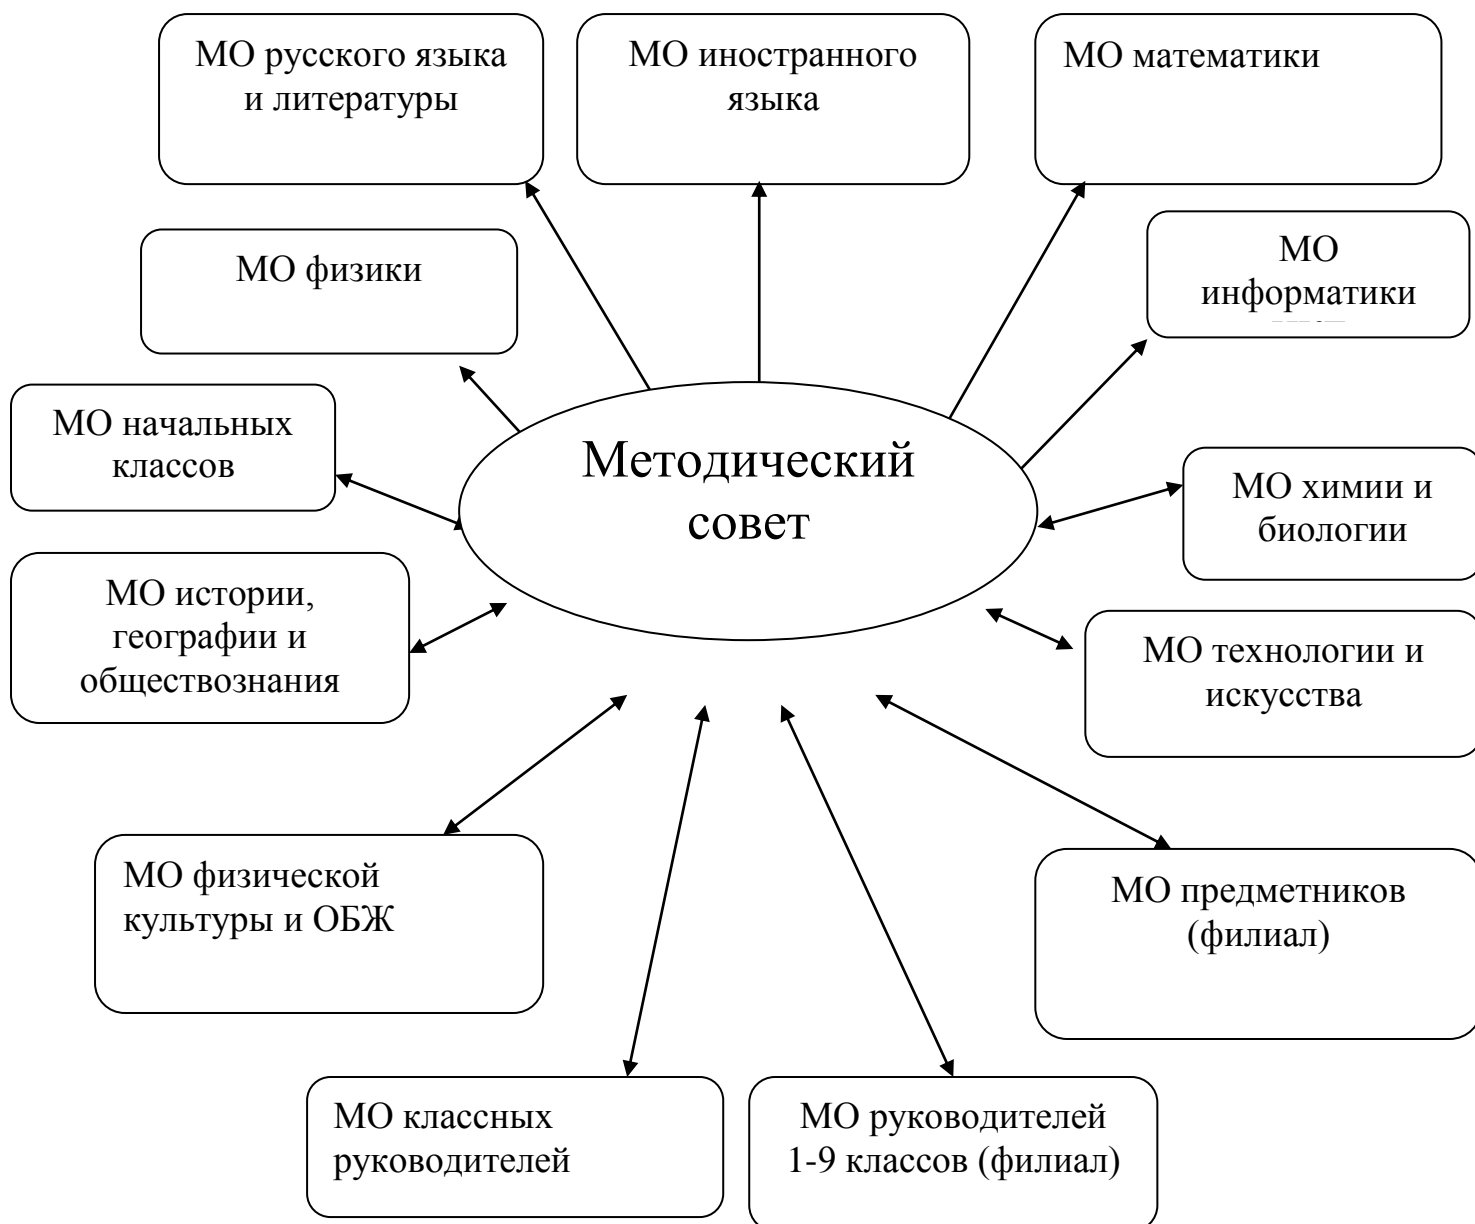 МО русского языка
и литературы
МО иностранного
языка
МО математики
МО физики
МО
информатики
МО начальных
классов
Методический
совет
МО химии и
биологии
МО истории,
географии и
обществознания
МО технологии и
искусства
МО физической
культуры и ОБЖ
МО предметников
(филиал)
МО классных
руководителей
МО руководителей
1-9 классов (филиал)